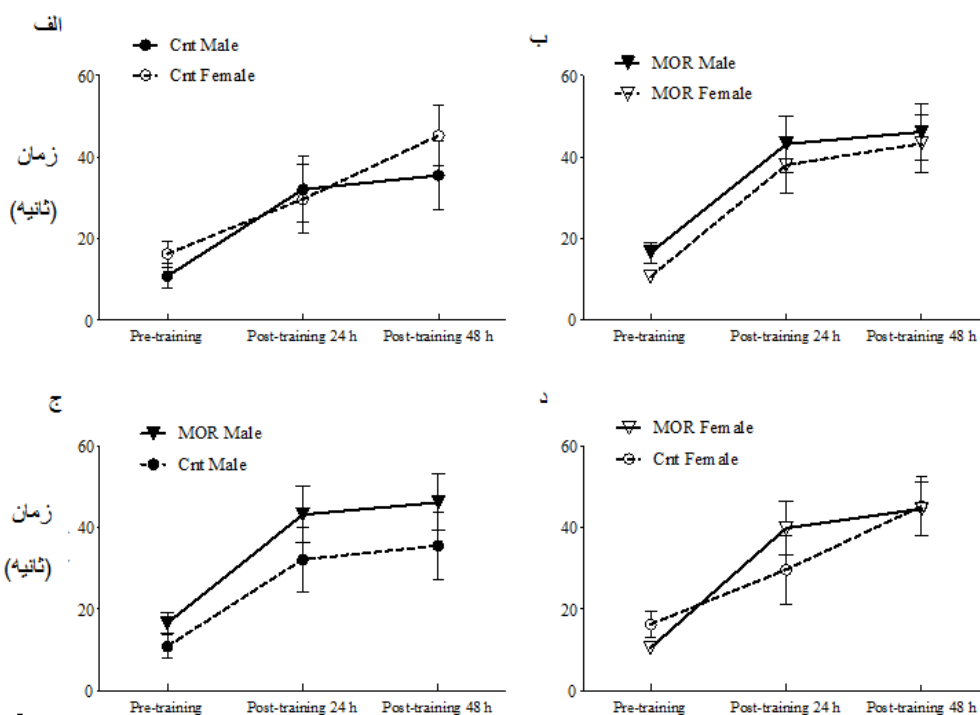 الف
Cnt Male
Cnt Female
زمان
(ثانیه)
60
40
20
0
Pre-training Post-training 24 h Post-training 48 h
ب
MOR Male
MOR Female
60
40
20
0
Pre-training Post-training 24 h Post-training 48 h
ج
MOR Male
Cnt Male
زمان
(ثانیه)
60
40
20
0
Pre-training Post-training 24 h Post-training 48 h
د
MOR Female
Cnt Female
60
40
20
0
Pre-training Post-training 24 h Post-training 48 h